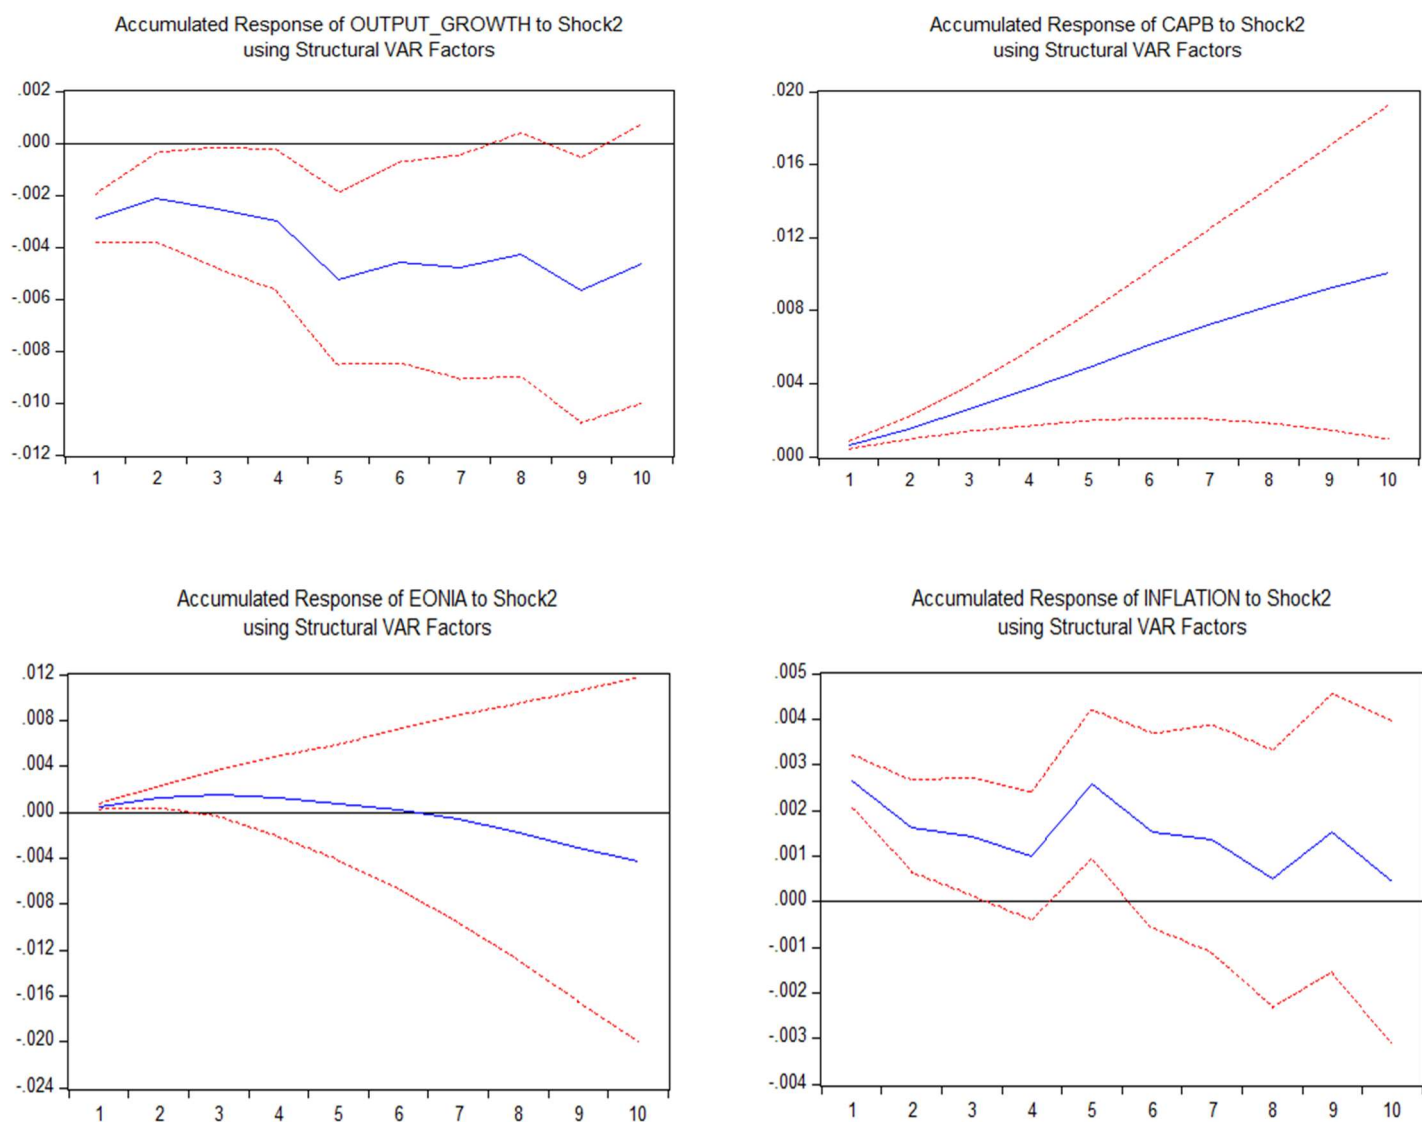 Accumulated Response of OUTPUT_GROWTH to Shock2
using Structural VAR Factors
.002
.000
-.002
-.004
-.006
-.008
-.010
-.012
1 2 3 4 5 6 7 8 9 10
Accumulated Response of CAPB to Shock2
using Structural VAR Factors
.020
.016
.012
.008
.004
.000
1 2 3 4 5 6 7 8 9 10
Accumulated Response of EONIA to Shock2
using Structural VAR Factors
.012
.008
.004
.000
-.004
-.008
-.012
-.016
-.020
-.024
1 2 3 4 5 6 7 8 9 10
Accumulated Response of INFLATION to Shock2
using Structural VAR Factors
.005
.004
.003
.002
.001
.000
-.001
-.002
-.003
-.004
1 2 3 4 5 6 7 8 9 10